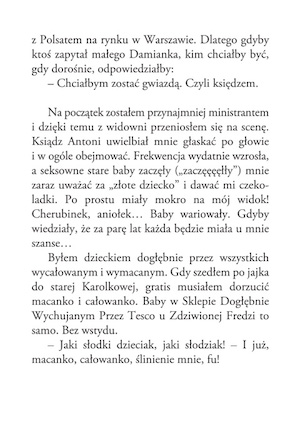 z Polsatem na rynku w Warszawie. Dlatego gdyby
ktoś zapytał małego Damianka, kim chciałby być,
gdy dorośnie, odpowiedziałby:
– Chciałbym zostać gwiazdą. Czyli księdzem.
Na początek zostałem przynajmniej ministrantem
i dzięki temu z widowni przeniosłem się na scenę.
Ksiądz Antoni uwielbiał mnie głaskać po głowie
i w ogóle obejmować. Frekwencja wydatnie wzrosła,
a seksowne stare baby zaczęły („zaczęęęęłły”) mnie
zaraz uważać za „złote dziecko” i dawać mi czeko-
ladki. Po prostu miały mokro na mój widok!
Cherubinek, aniołek… Baby wariowały. Gdyby
wiedziały, że za parę lat każda będzie miała u mnie
szanse…
Byłem dzieckiem dogłębnie przez wszystkich
wycałowanym i wymacanym. Gdy szedłem po jajka
do starej Karolkowej, gratis musiałem dorzucić
macanko i całowanko. Baby w Sklepie Dogłębnie
Wychujanym Przez Tesco u Zdziwionej Fredzi to
samo. Bez wstydu.
– Jaki słodki dzieciak, jaki słodziak! – I już,
macanko, całowanko, ślinienie mnie, fu!